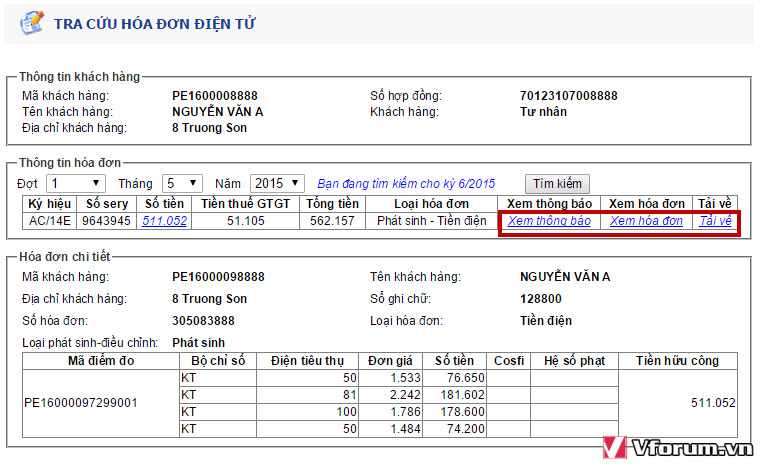 TRA CỨU HÓA ĐƠN ĐIỆN TỬ
Thông tin khách hàng
Mã khách hàng: PE1600008888 Số hợp đồng: 70123107008888
Tên khách hàng: NGUYỄN VĂN A Khách hàng: Tư nhân
Địa chỉ khách hàng: 8 Truong Son
Thông tin hóa đơn
Đợt 1 Tháng 5 Năm 2015 Bạn đang tìm kiếm cho kỳ 6/2015 Tìm kiếm
Ký hiệu Số sery Số tiền Tiền thuế GTGT Tổng tiền Loại hóa đơn Xem thông báo Xem hóa đơn Tải về
AC/14E 9643945 511.052 51.105 562.157 Phát sinh - Tiền điện Xem thông báo Xem hóa đơn Tải về
Hóa đơn chi tiết
Mã khách hàng: PE16000098888 Tên khách hàng: NGUYỄN VĂN A
Địa chỉ khách hàng: 8 Truong Son Sổ ghi chữ: 128800
Số hóa đơn: 305083888 Loại hóa đơn: Tiền điện
Loại phát sinh-điều chỉnh: Phát sinh
Mã điểm đo Bộ chỉ số Điện tiêu thụ Đơn giá Số tiền Cosfi Hệ số phạt Tiền hữu công
PE16000097299001 KT 50 1.533 76.650 511.052
KT 81 2.242 181.602
KT 100 1.786 178.600
KT 50 1.484 74.200
Vforum.vn